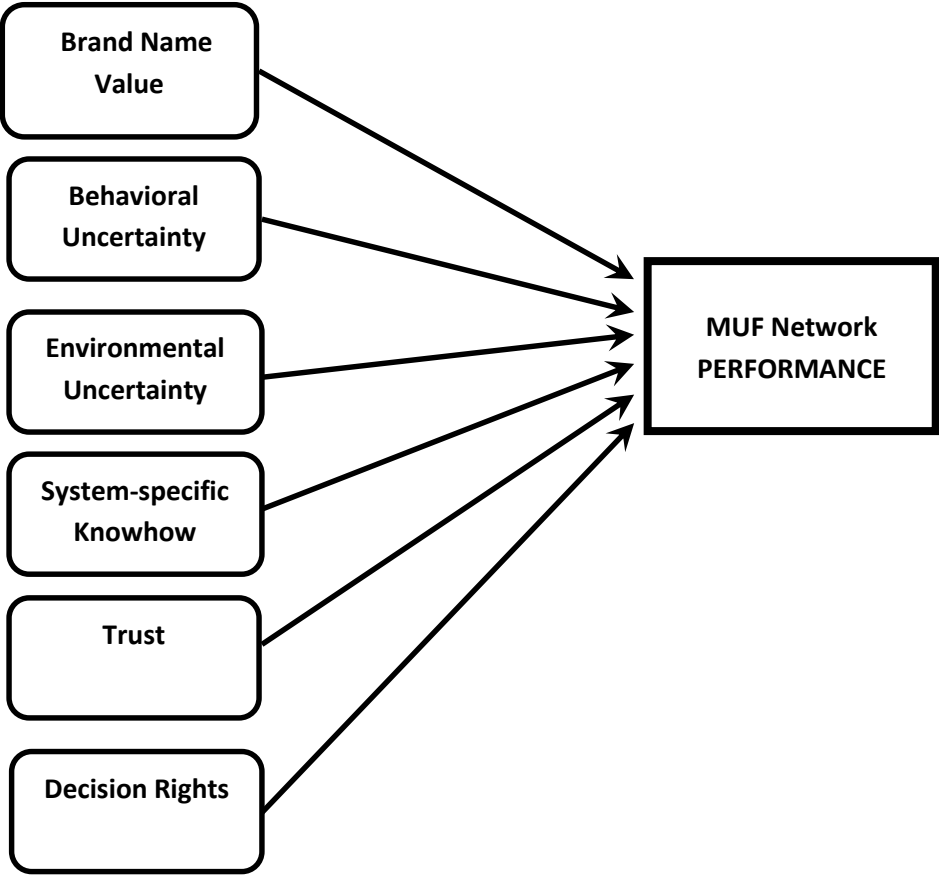 Brand Name
Value
Behavioral
Uncertainty
Environmental
Uncertainty
System-specific
Knowhow
Trust
Decision Rights
MUF Network
PERFORMANCE